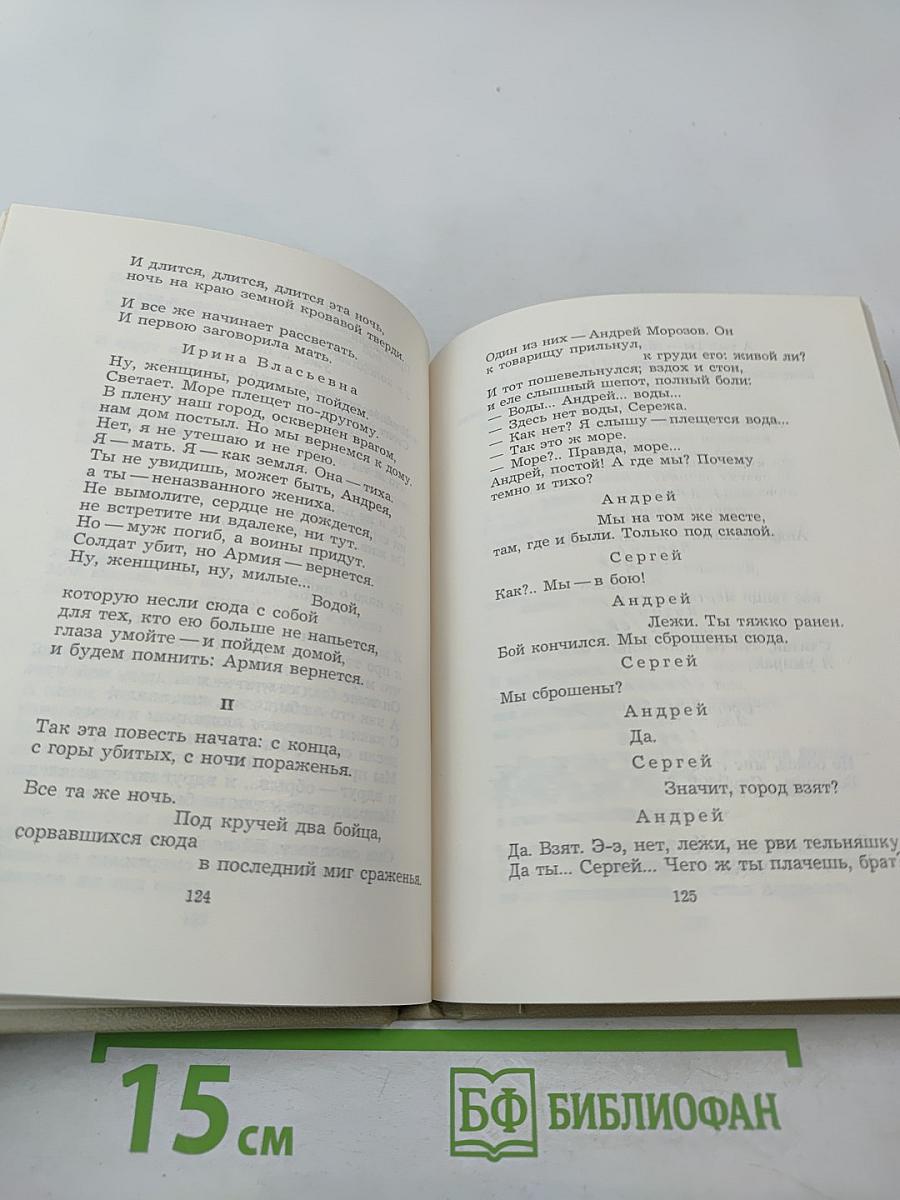 И длится, длится, длится эта ночь,
ночь на краю земной кровавой тверди.
И все же начинает рассветать.
И первою заговорила мать.
Ирина Власьевна
Ну, женщины, родимые, пойдем.
Светает. Море плещет по-другому.
В плену наш город, осквернен врагом,
нам дом постыл. Но мы вернемся к дому.
Нет, я не утешаю и не грею.
Я — мать. Я — как земля. Она — тиха.
Ты не увидишь, может быть, Андрея,
а ты — неназванного жениха.
Не вымолите, сердце не дождется,
не встретите ни вдалеке, ни тут.
Но — муж погиб, а воины придут.
Солдат убит, но Армия — вернется.
Ну, женщины, ну, милые...
Водой,
которую несли сюда с собой
для тех, кто ею больше не напьется,
глаза умойте — и пойдем домой,
и будем помнить: Армия вернется.
II
Так эта повесть начата: с конца,
с горы убитых, с ночи пораженья.
Все та же ночь.
Под кручей два бойца,
сорвавшихся сюда
в последний миг сраженья.
124
Один из них — Андрей Морозов. Он
к товарищу прильнул,
к груди его: живой ли?
И тот пошевельнулся; вздох и стон,
и еле слышный шепот, полный боли:
— Воды... Андрей... воды...
— Здесь нет воды, Сережа.
— Как нет? Я слышу — плещется вода...
— Так это ж море.
— Море?.. Правда, море...
Андрей, постой! А где мы? Почему
темно и тихо?
Андрей
Мы на том же месте,
там, где и были. Только под скалой.
Сергей
Как?.. Мы — в бою!
Андрей
Лежи. Ты тяжко ранен.
Бой кончился. Мы сброшены сюда.
Сергей
Мы сброшены?
Андрей
Да.
Сергей
Значит, город взят?
Андрей
Да. Взят. Э-э, нет, лежи, не рви тельняшку
Да ты... Сергей... Чего ж ты плачешь, брат
125
15 см
БФ БИБЛИОФАН